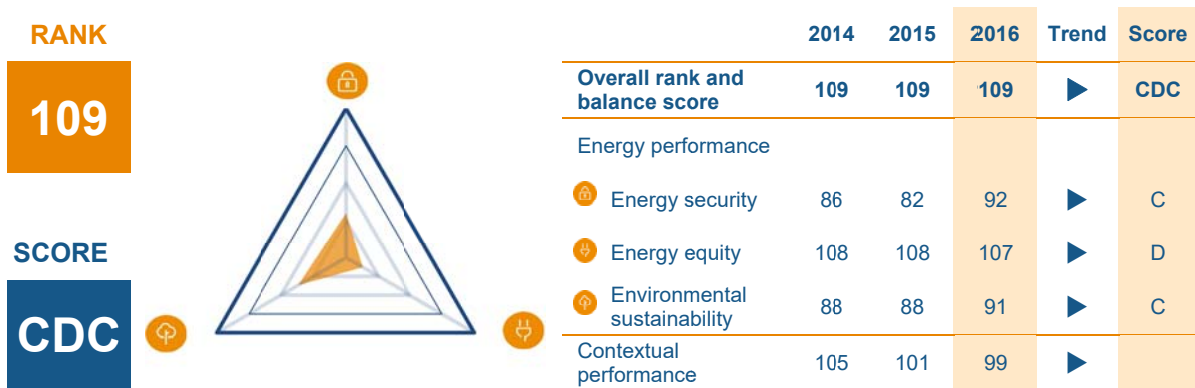 RANK
109
SCORE
CDC
2014 2015 2016 Trend Score
Overall rank and
balance score 109 109 109 CDC
Energy performance
Energy security 86 82 92 C
Energy equity 108 108 107 D
Environmental
sustainability 88 88 91 C
Contextual
performance 105 101 99